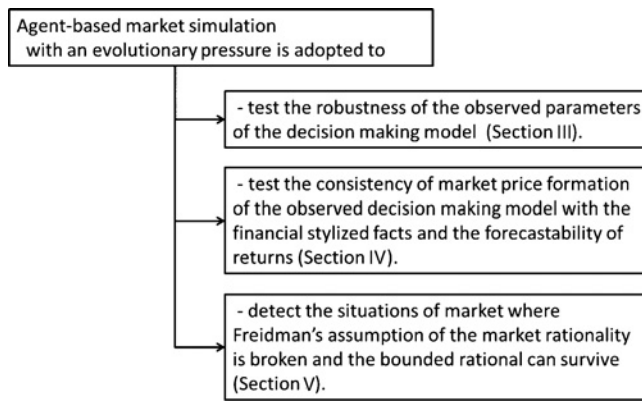 Agent-based market simulation
with an evolutionary pressure is adopted to
- test the robustness of the observed parameters
of the decision making model (Section III).
- test the consistency of market price formation
of the observed decision making model with the
financial stylized facts and the forecastability of
returns (Section IV).
- detect the situations of market where
Freidman's assumption of the market rationality
is broken and the bounded rational can survive
(Section V).